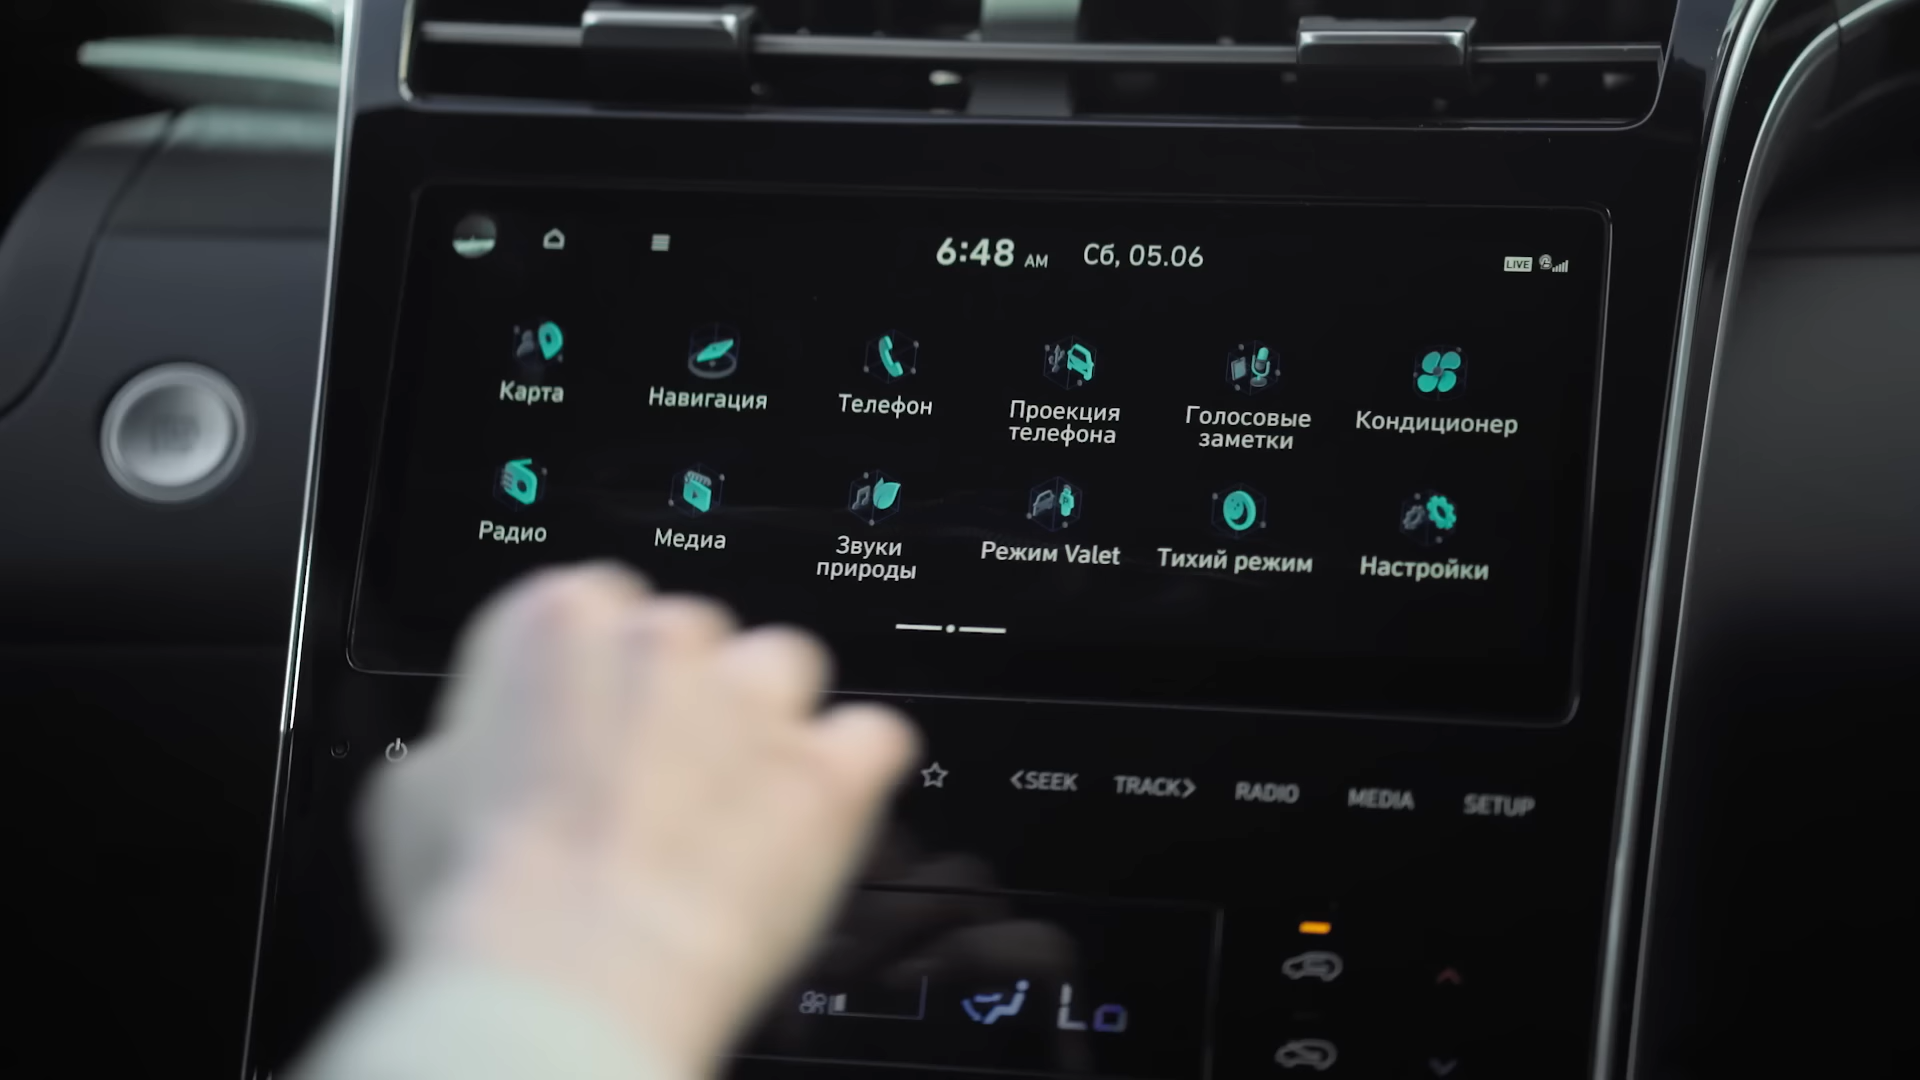 6:48 AM Сб, 05.06
LIVE
Карта
Навигация
Телефон
Проекция
телефона
Голосовые
заметки
Кондиционер
Радио
Медиа
Звуки
природы
Режим Valet
Тихий режим
Настройки
<SEEK TRACK> RADIO MEDIA SETUP
Lo